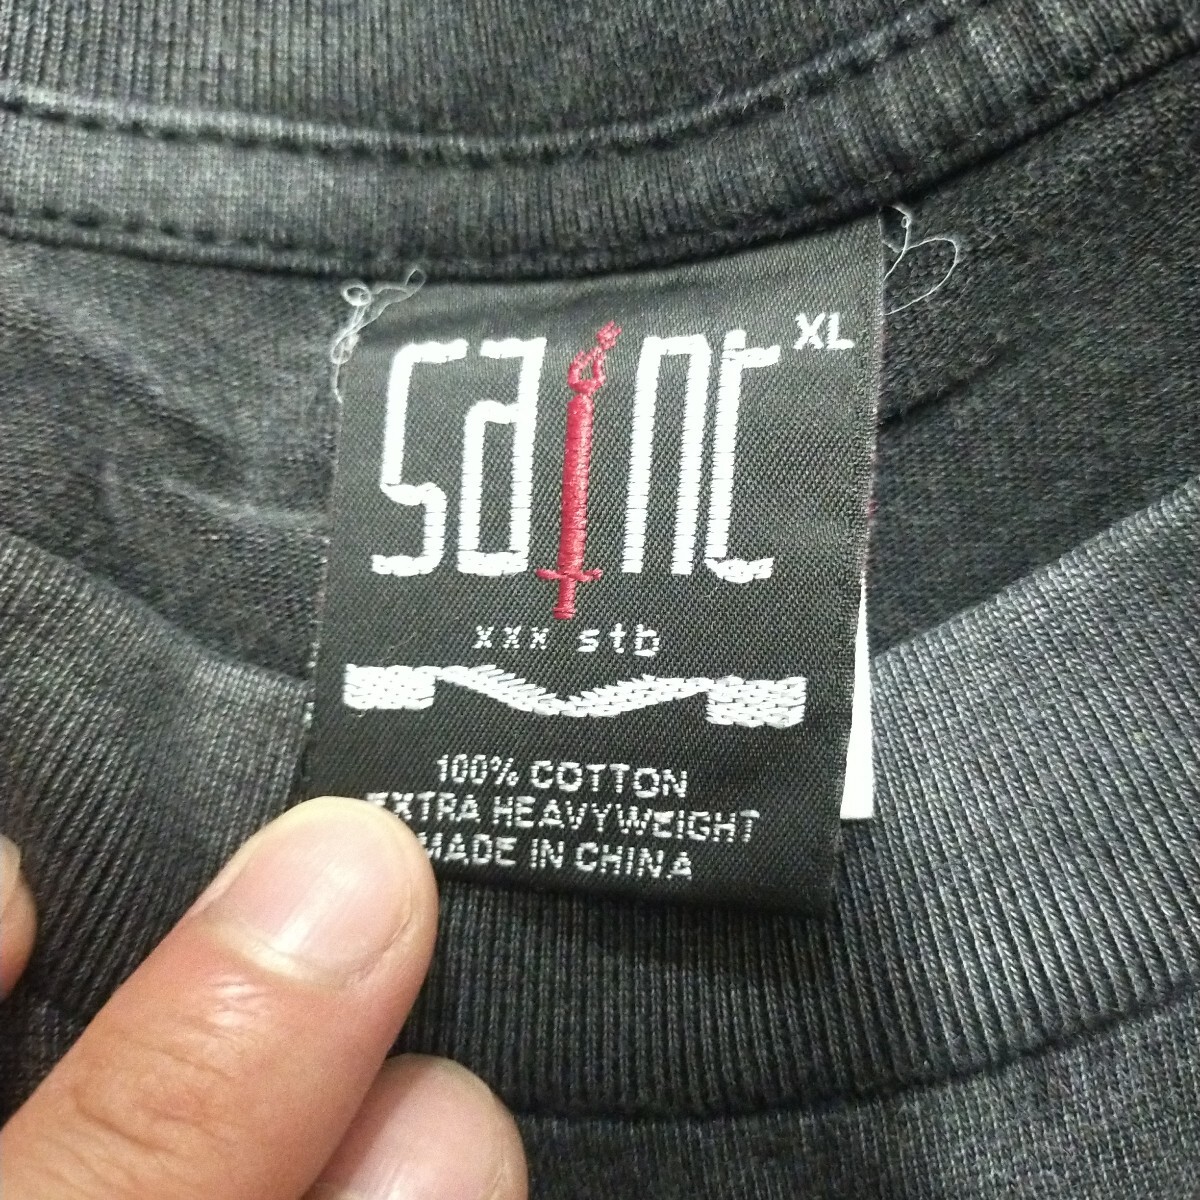 saint XL
xxx stb
100% COTTON
EXTRA HEAVYWEIGHT
MADE IN CHINA